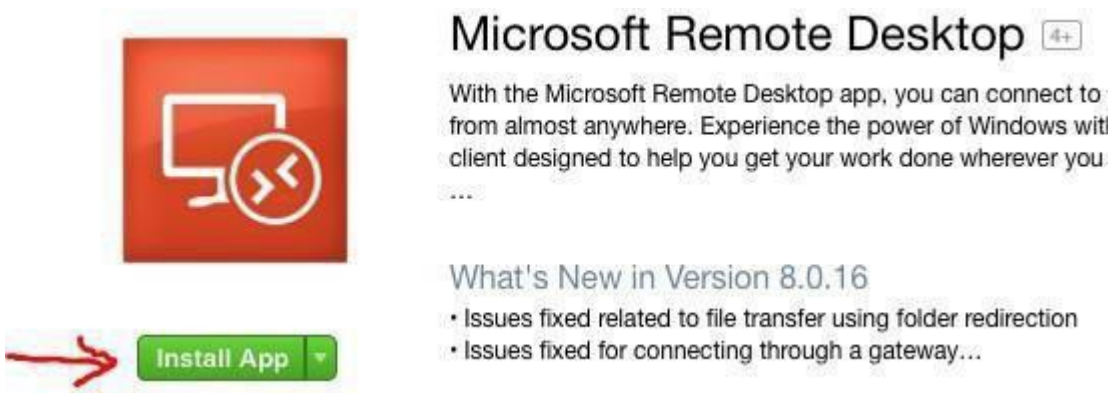 Microsoft Remote Desktop 4+
With the Microsoft Remote Desktop app, you can connect to
from almost anywhere. Experience the power of Windows with
client designed to help you get your work done wherever you
...
What's New in Version 8.0.16
• Issues fixed related to file transfer using folder redirection
• Issues fixed for connecting through a gateway...
Install App